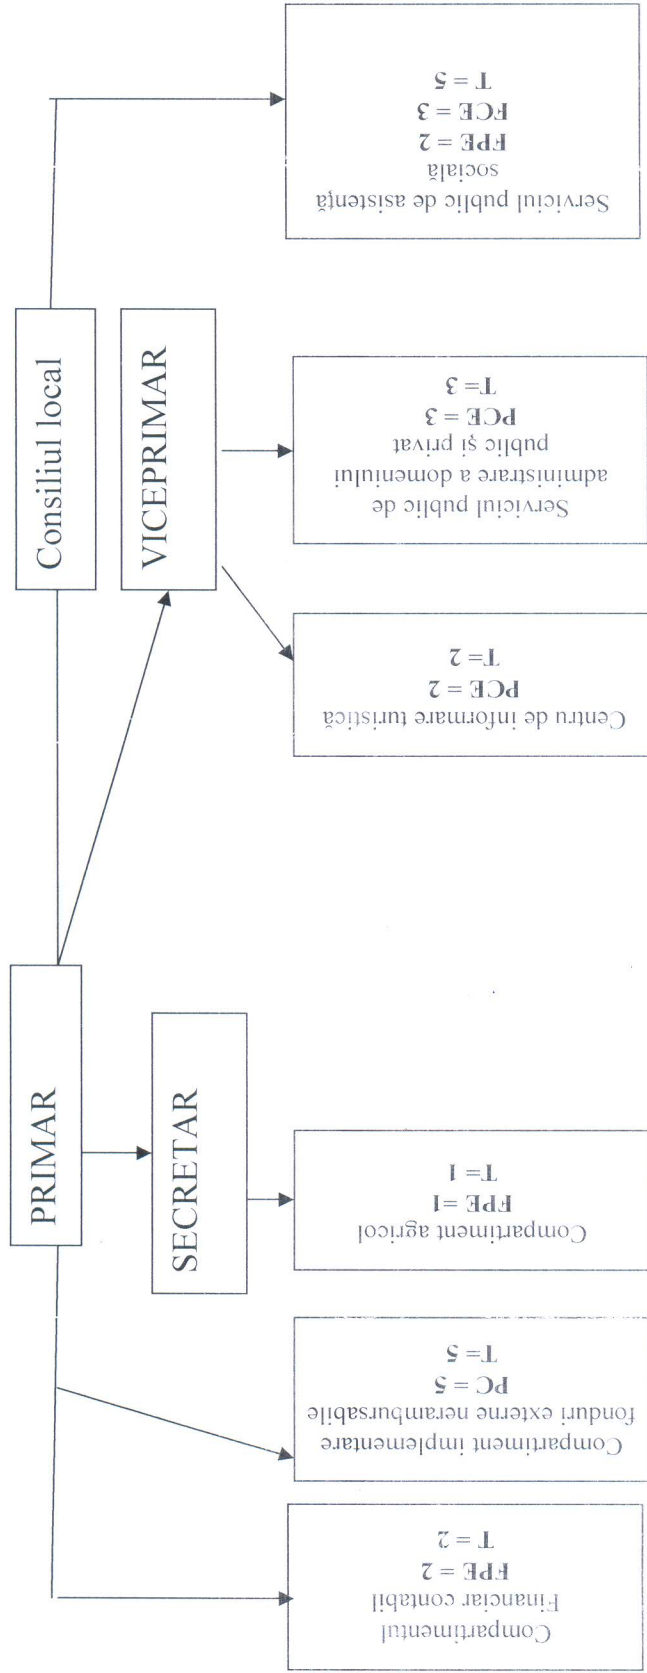 Consiliul local
PRIMAR
VICEPRIMAR
SECRETAR
Compartimentul
Financiar contabil
FPE = 2
T = 2
Compartiment implementare
fonduri externe nerambursabile
PC = 5
T= 5
Compartiment agricol
FPE =1
T= 1
Centru de informare turistică
PCE = 2
T= 2
Serviciul public de
administrare a domeniului
public și privat
PCE = 3
T= 3
Serviciul public de asistență
socială
FPE = 2
FCE = 3
T = 5